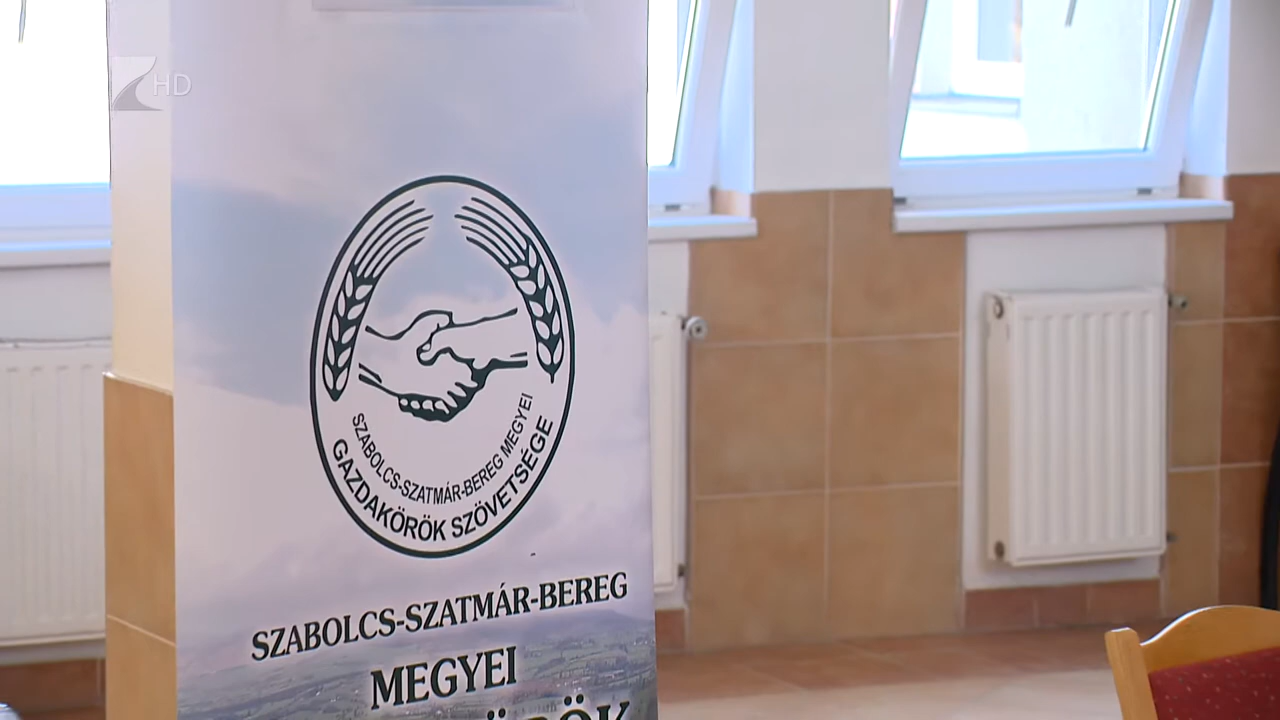 HD
SZABOLCS-SZATMÁR-BEREG MEGYEI
GAZDAKÖRÖK SZÖVETSÉGE
SZABOLCS-SZATMÁR-BEREG
MEGYEI